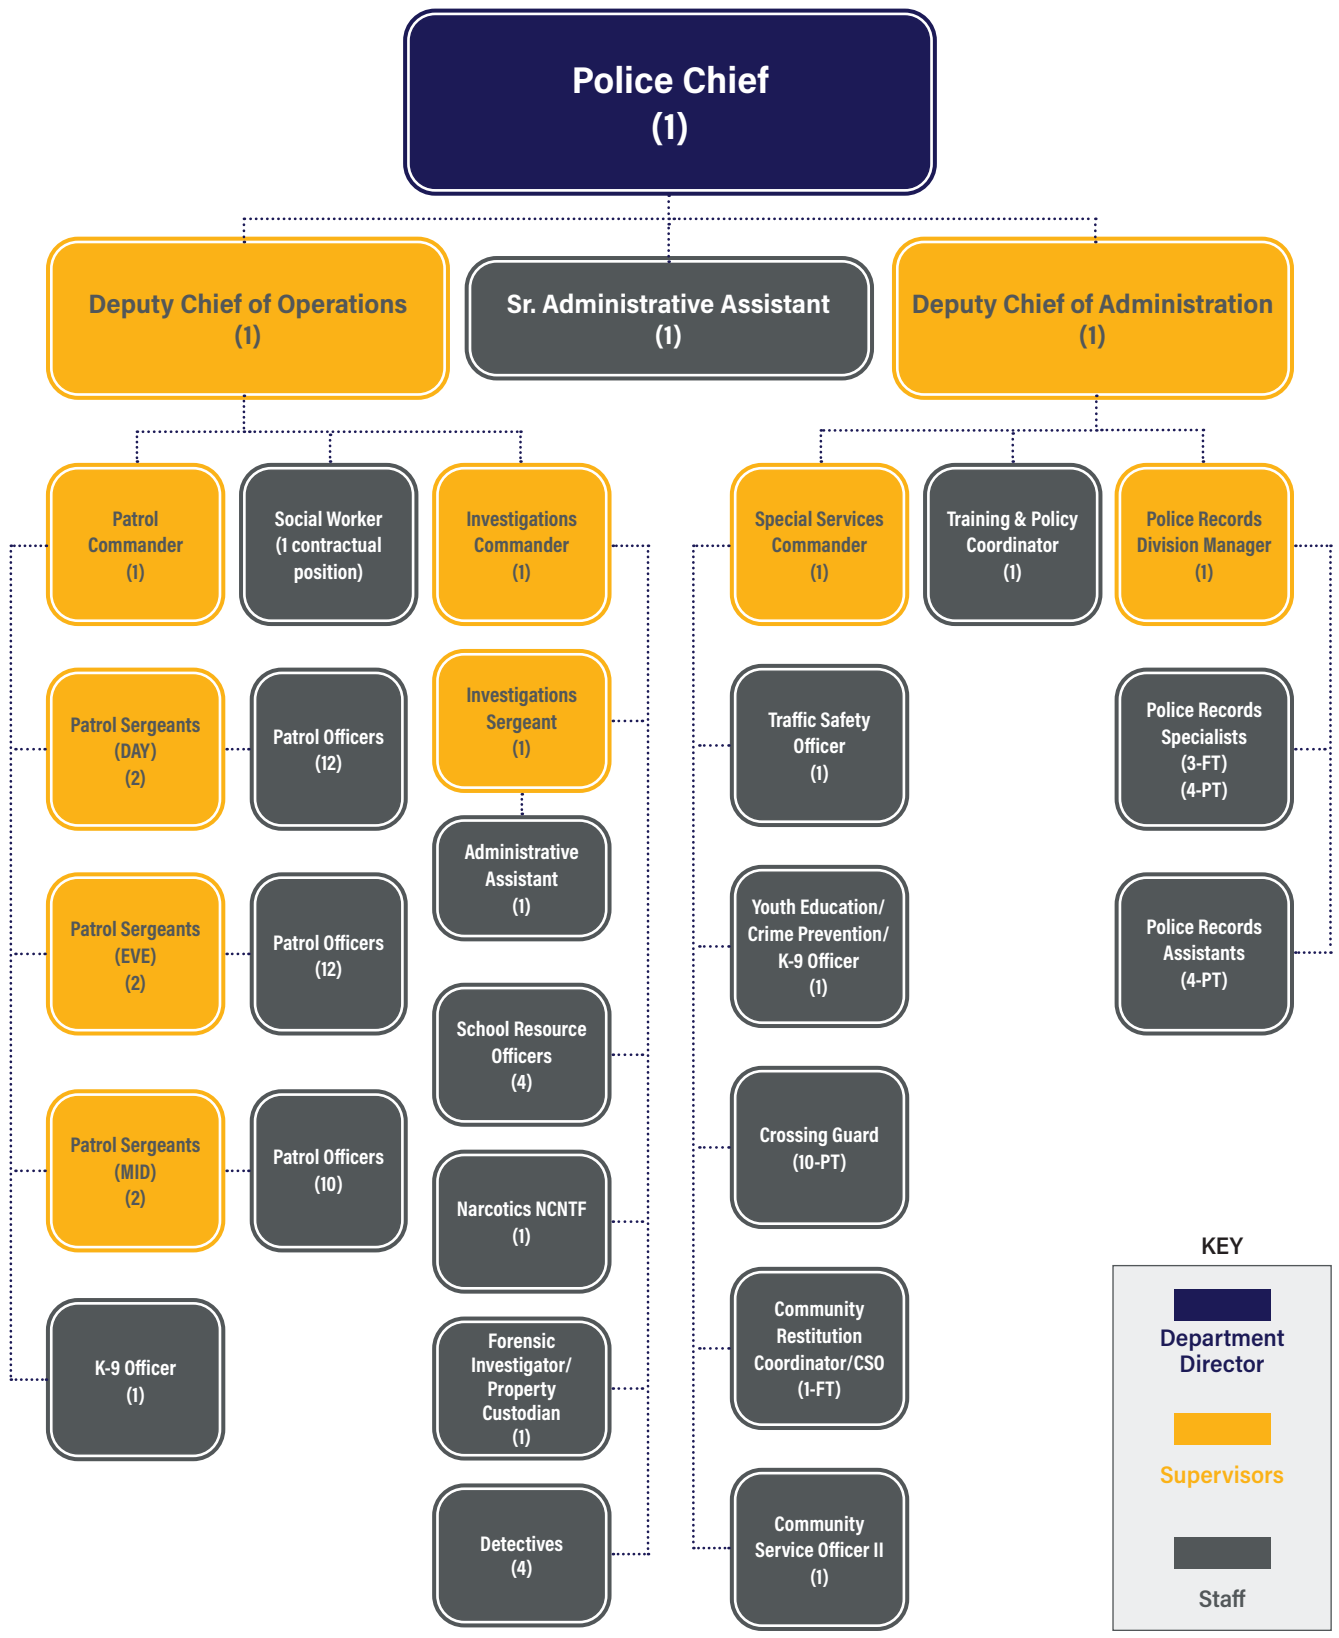 Police Chief
(1)
Deputy Chief of Operations
(1)
Sr. Administrative Assistant
(1)
Deputy Chief of Administration
(1)
Patrol
Commander
(1)
Social Worker
(1 contractual
position)
Investigations
Commander
(1)
Special Services
Commander
(1)
Training & Policy
Coordinator
(1)
Police Records
Division Manager
(1)
Patrol Sergeants
(DAY)
(2)
Patrol Officers
(12)
Patrol Sergeants
(EVE)
(2)
Patrol Officers
(12)
Patrol Sergeants
(MID)
(2)
Patrol Officers
(10)
K-9 Officer
(1)
Investigations
Sergeant
(1)
Administrative
Assistant
(1)
School Resource
Officers
(4)
Narcotics NCNTF
(1)
Forensic
Investigator/
Property
Custodian
(1)
Detectives
(4)
Traffic Safety
Officer
(1)
Youth Education/
Crime Prevention/
K-9 Officer
(1)
Crossing Guard
(10-PT)
Community
Restitution
Coordinator/CSO
(1-FT)
Community
Service Officer II
(1)
Police Records
Specialists
(3-FT)
(4-PT)
Police Records
Assistants
(4-PT)
KEY
Department
Director
Supervisors
Staff